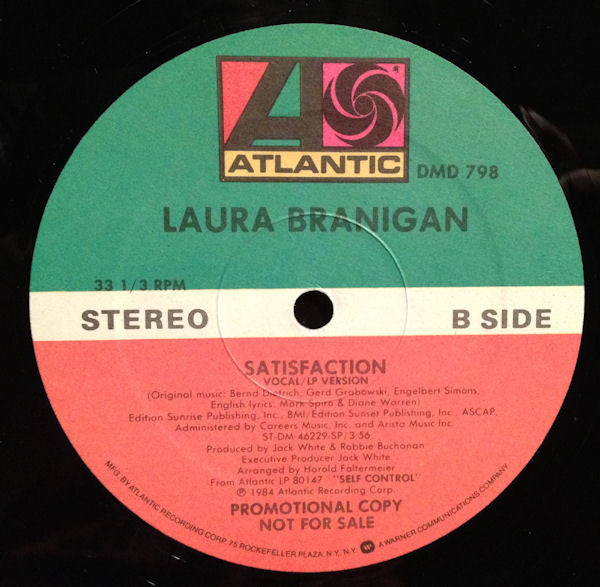 ATLANTIC
®
DMD 798
LAURA BRANIGAN
33 1/3 RPM
STEREO
B SIDE
SATISFACTION
VOCAL/LP VERSION
(Original music: Bernd Dietrich, Gerd Grabowski, Engelbert Simons,
English lyrics: Mark Spiro & Diane Warren)
Edition Sunrise Publishing, Inc., BMI/Edition Sunset Publishing, Inc., ASCAP,
Administered by Careers Music, Inc. and Arista Music Inc.
ST-DM-46229-SP/3:56
Produced by Jack White & Robbie Buchanan
Executive Producer Jack White
Arranged by Harold Faltermeier
From Atlantic LP 80147 - "SELF CONTROL"
℗ 1984 Atlantic Recording Corp.
PROMOTIONAL COPY
NOT FOR SALE
MFG. BY ATLANTIC RECORDING CORP., 75 ROCKEFELLER PLAZA, N.Y., N.Y. A WARNER COMMUNICATIONS COMPANY